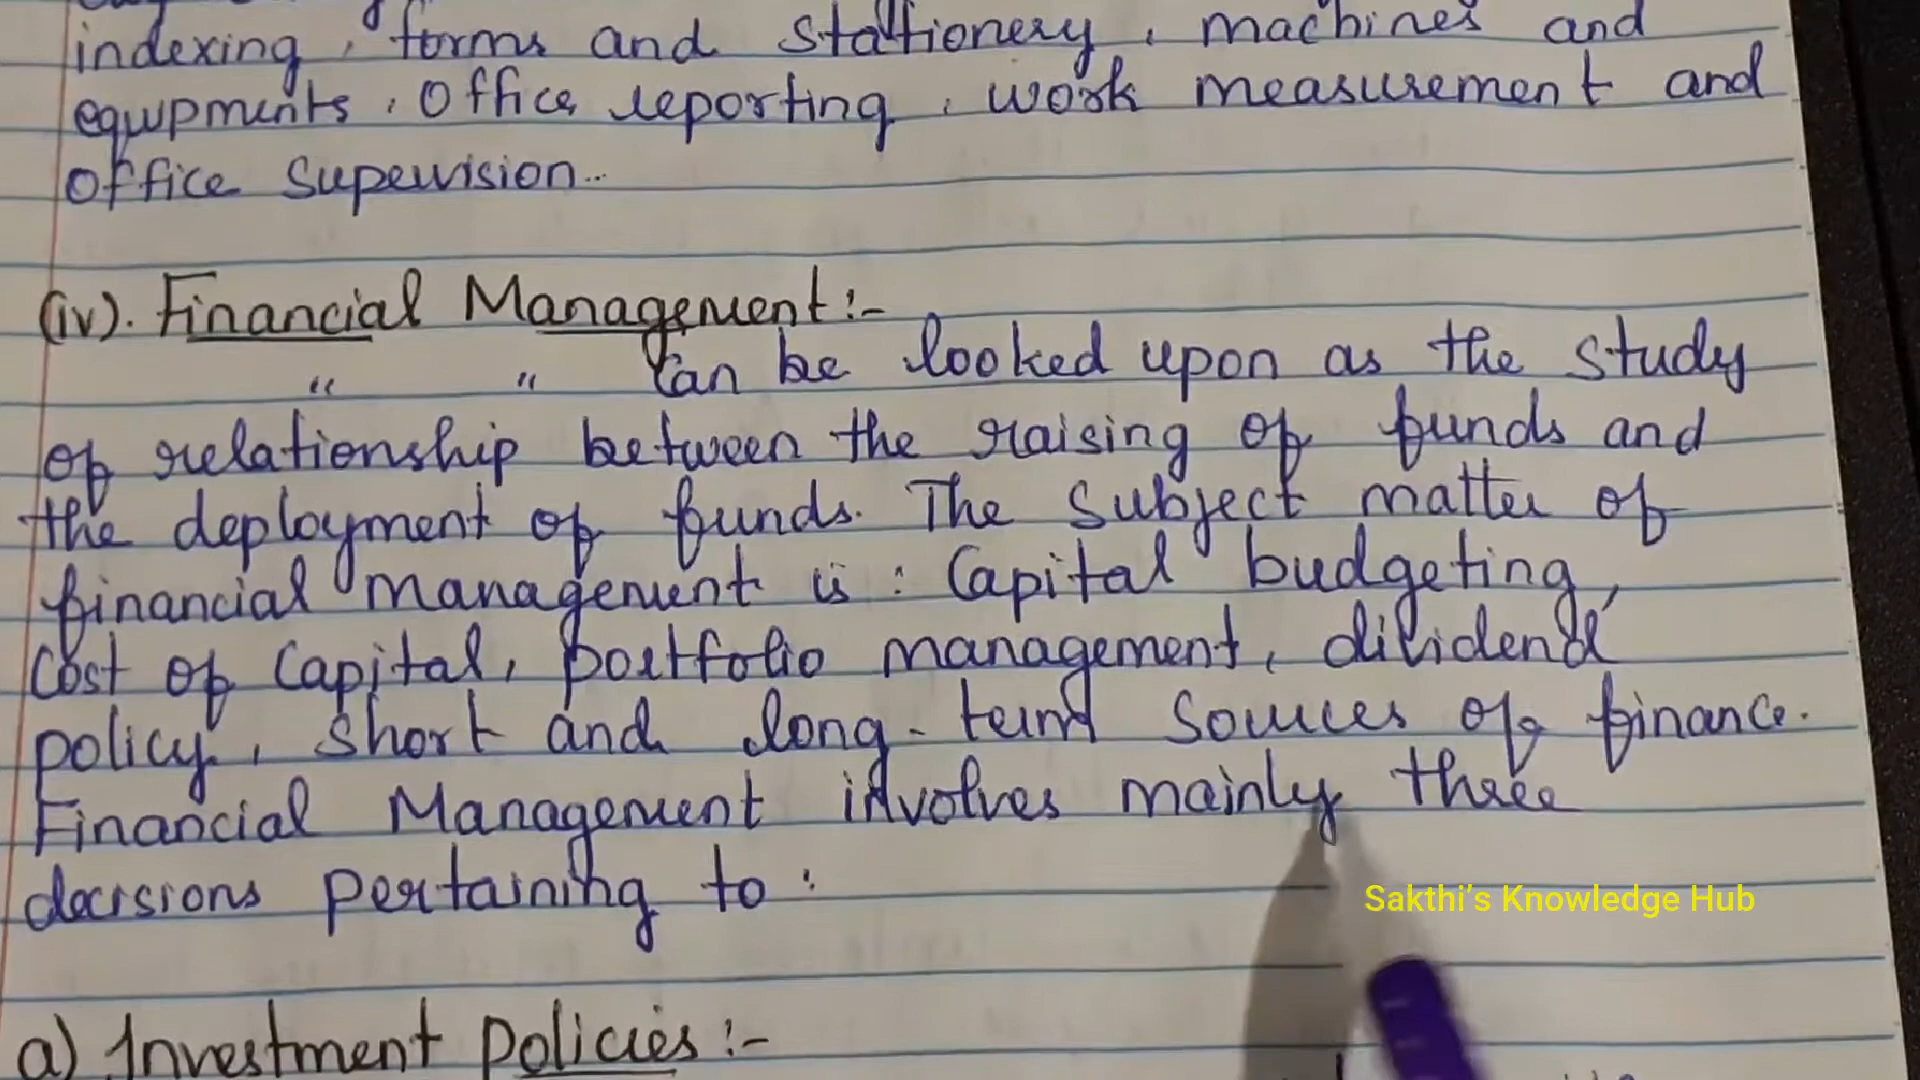 indexing, forms and stationery, machines and
equipments, Office reporting, work measurement and
Office Supervision..
(iv). Financial Management:-
" " Can be looked upon as the study
of relationship between the raising of funds and
the deployment of funds. The Subject matter of
financial management is : Capital budgeting,
Cost of Capital, portfolio management, dividend
policy, short and long-term Sources of finance.
Financial Management involves mainly three
decisions pertaining to :
Sakthi's Knowledge Hub
a) Investment policies :-